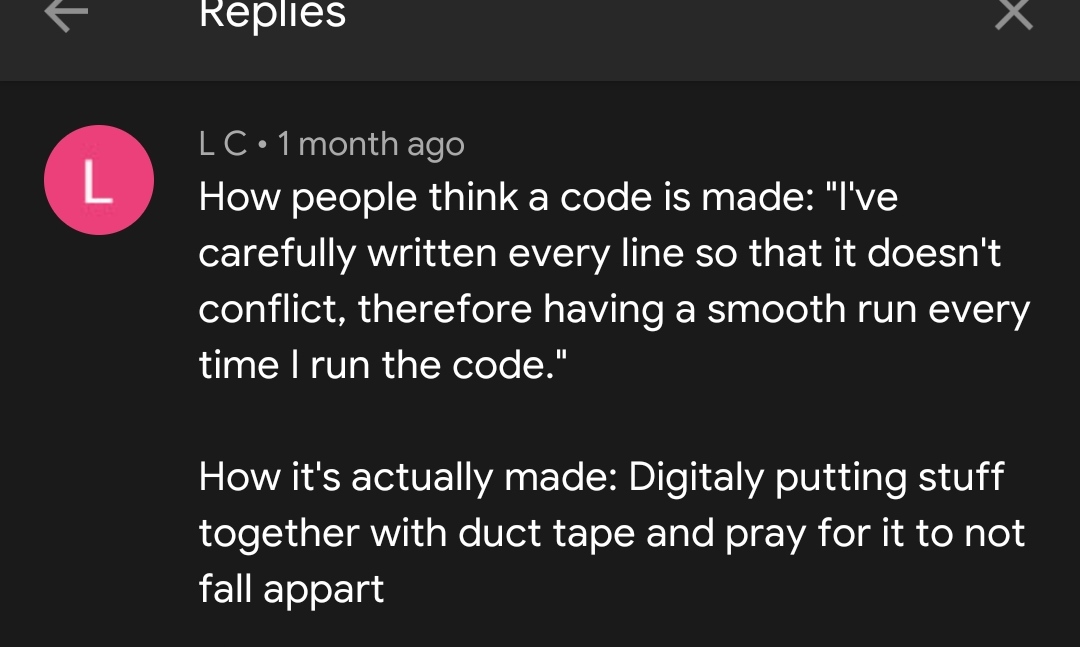 Replies
L
L C • 1 month ago
How people think a code is made: "I've
carefully written every line so that it doesn't
conflict, therefore having a smooth run every
time I run the code."
How it's actually made: Digitaly putting stuff
together with duct tape and pray for it to not
fall appart